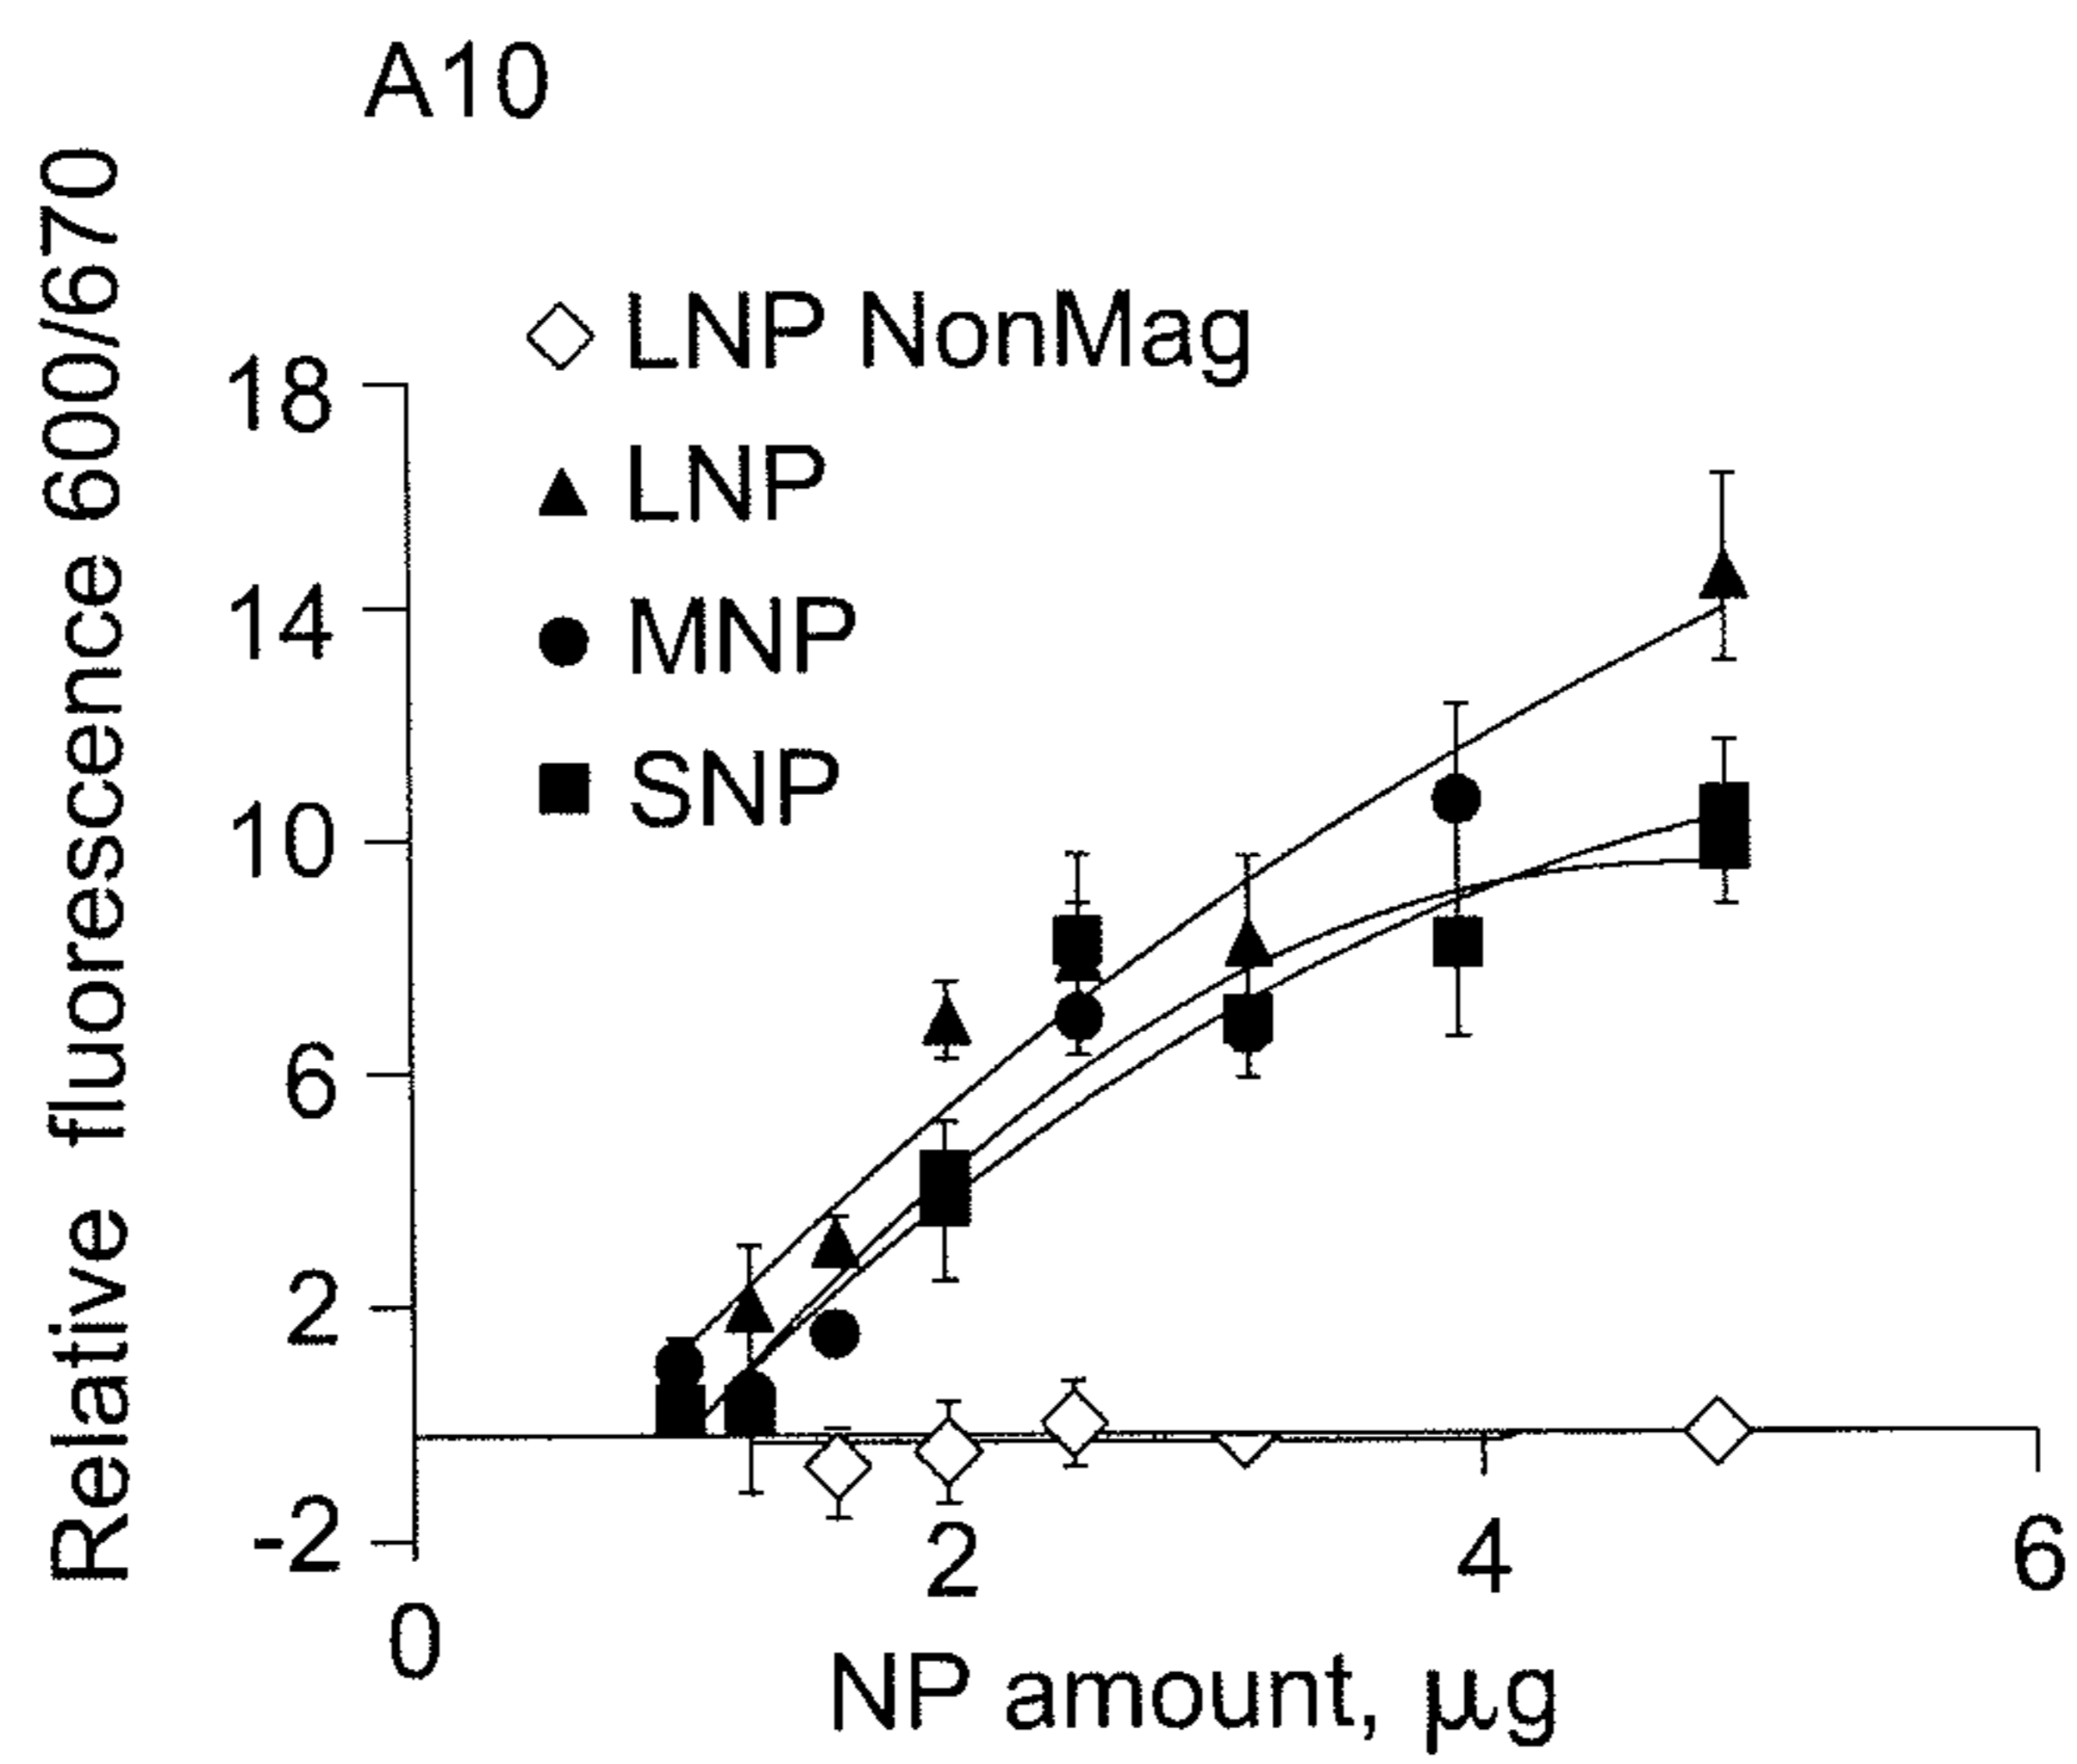 A10
Relative fluorescence 600/670
LNP NonMag
LNP
MNP
SNP
18
14
10
6
2
-2
0
2
4
6
NP amount, µg